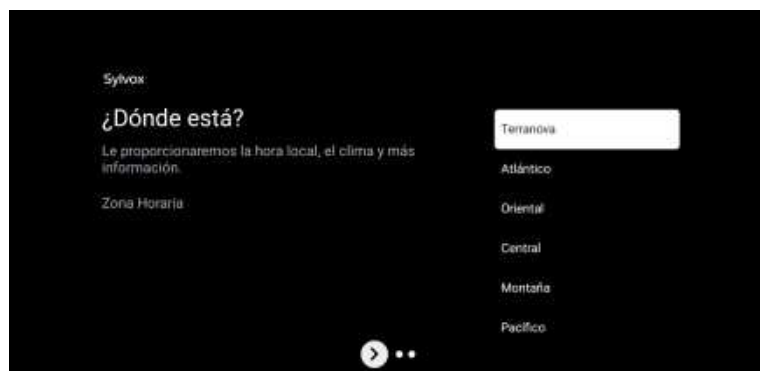 Sylvox
¿Dónde está?
Le proporcionaremos la hora local, el clima y más
información.
Zona Horaria
Terranova
Atlántico
Oriental
Central
Montaña
Pacífico